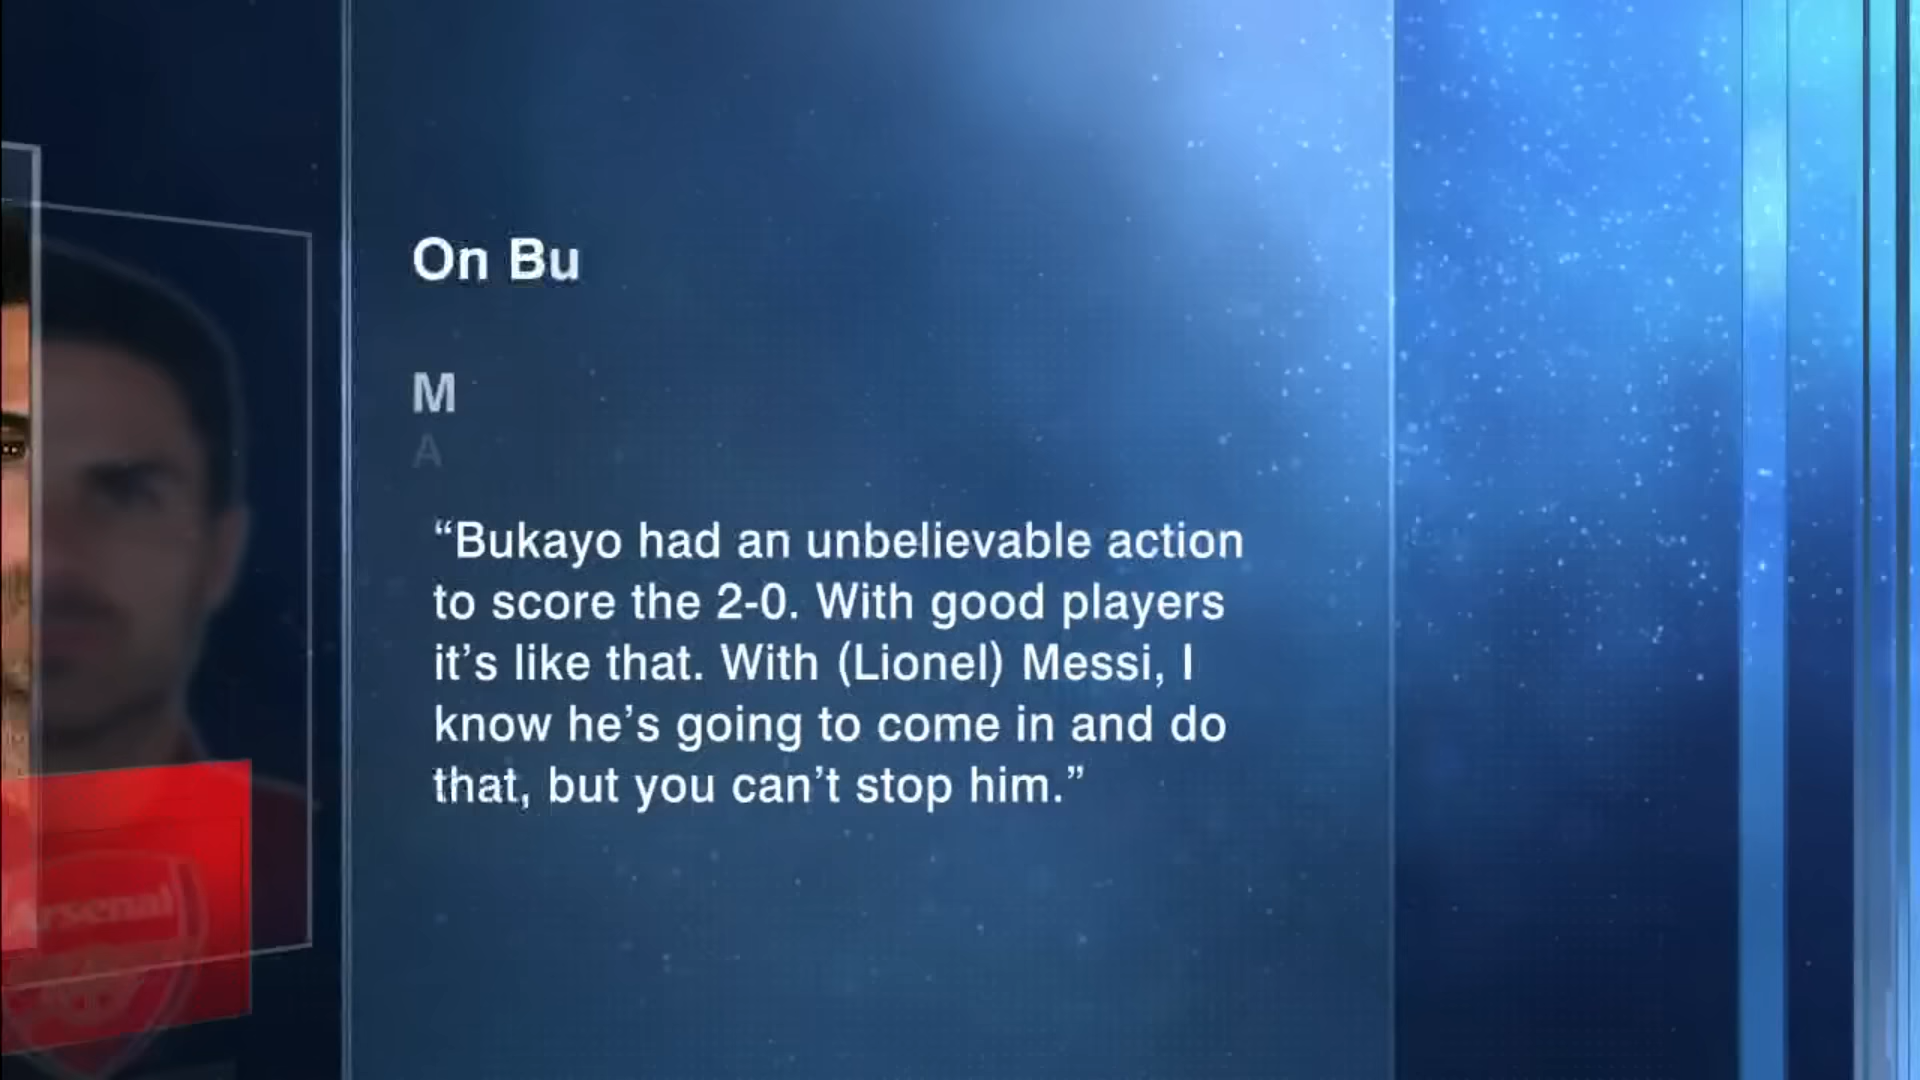 On Bu
M
A
“Bukayo had an unbelievable action
to score the 2-0. With good players
it’s like that. With (Lionel) Messi, I
know he’s going to come in and do
that, but you can’t stop him.”
Arsenal